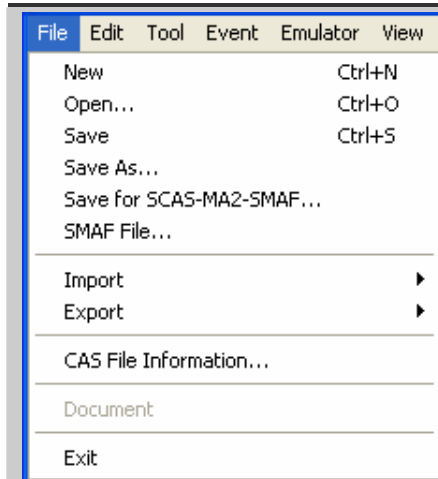 File Edit Tool Event Emulator View
New Ctrl+N
Open... Ctrl+O
Save Ctrl+S
Save As...
Save for SCAS-MA2-SMAF...
SMAF File...
Import
Export
CAS File Information...
Document
Exit